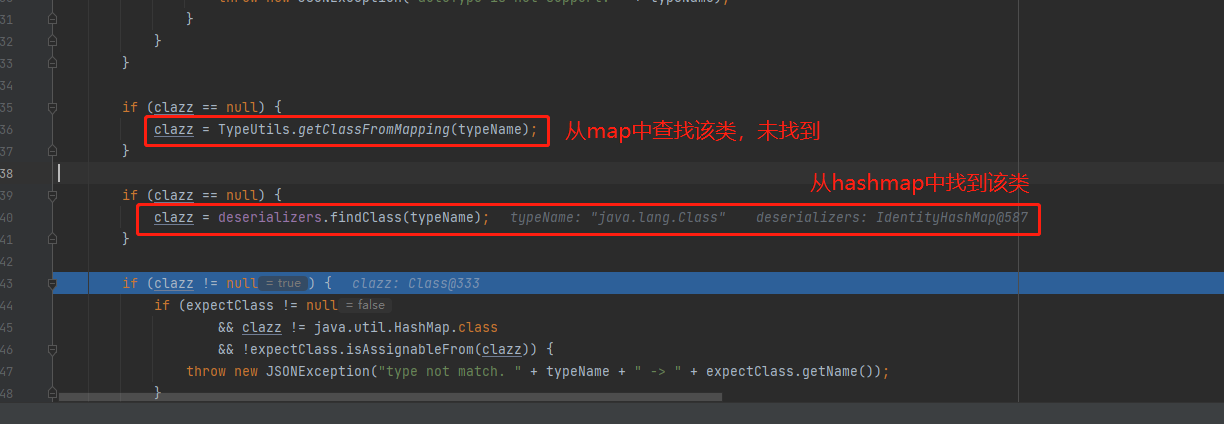 throw new JSONException("autoType is not support. " + typeName);
31 }
32 }
33 }
34
35 if (clazz == null) {
36 clazz = TypeUtils.getClassFromMapping(typeName); 从map中查找该类，未找到
37 }
38
从hashmap中找到该类
39 if (clazz == null) {
40 clazz = deserializers.findClass(typeName); typeName: "java.lang.Class" deserializers: IdentityHashMap@587
41 }
42
43 if (clazz != null = true ) { clazz: Class@333
44 if (expectClass != null = false
45 && clazz != java.util.HashMap.class
46 && !expectClass.isAssignableFrom(clazz)) {
47 throw new JSONException("type not match. " + typeName + " -> " + expectClass.getName());
48 }